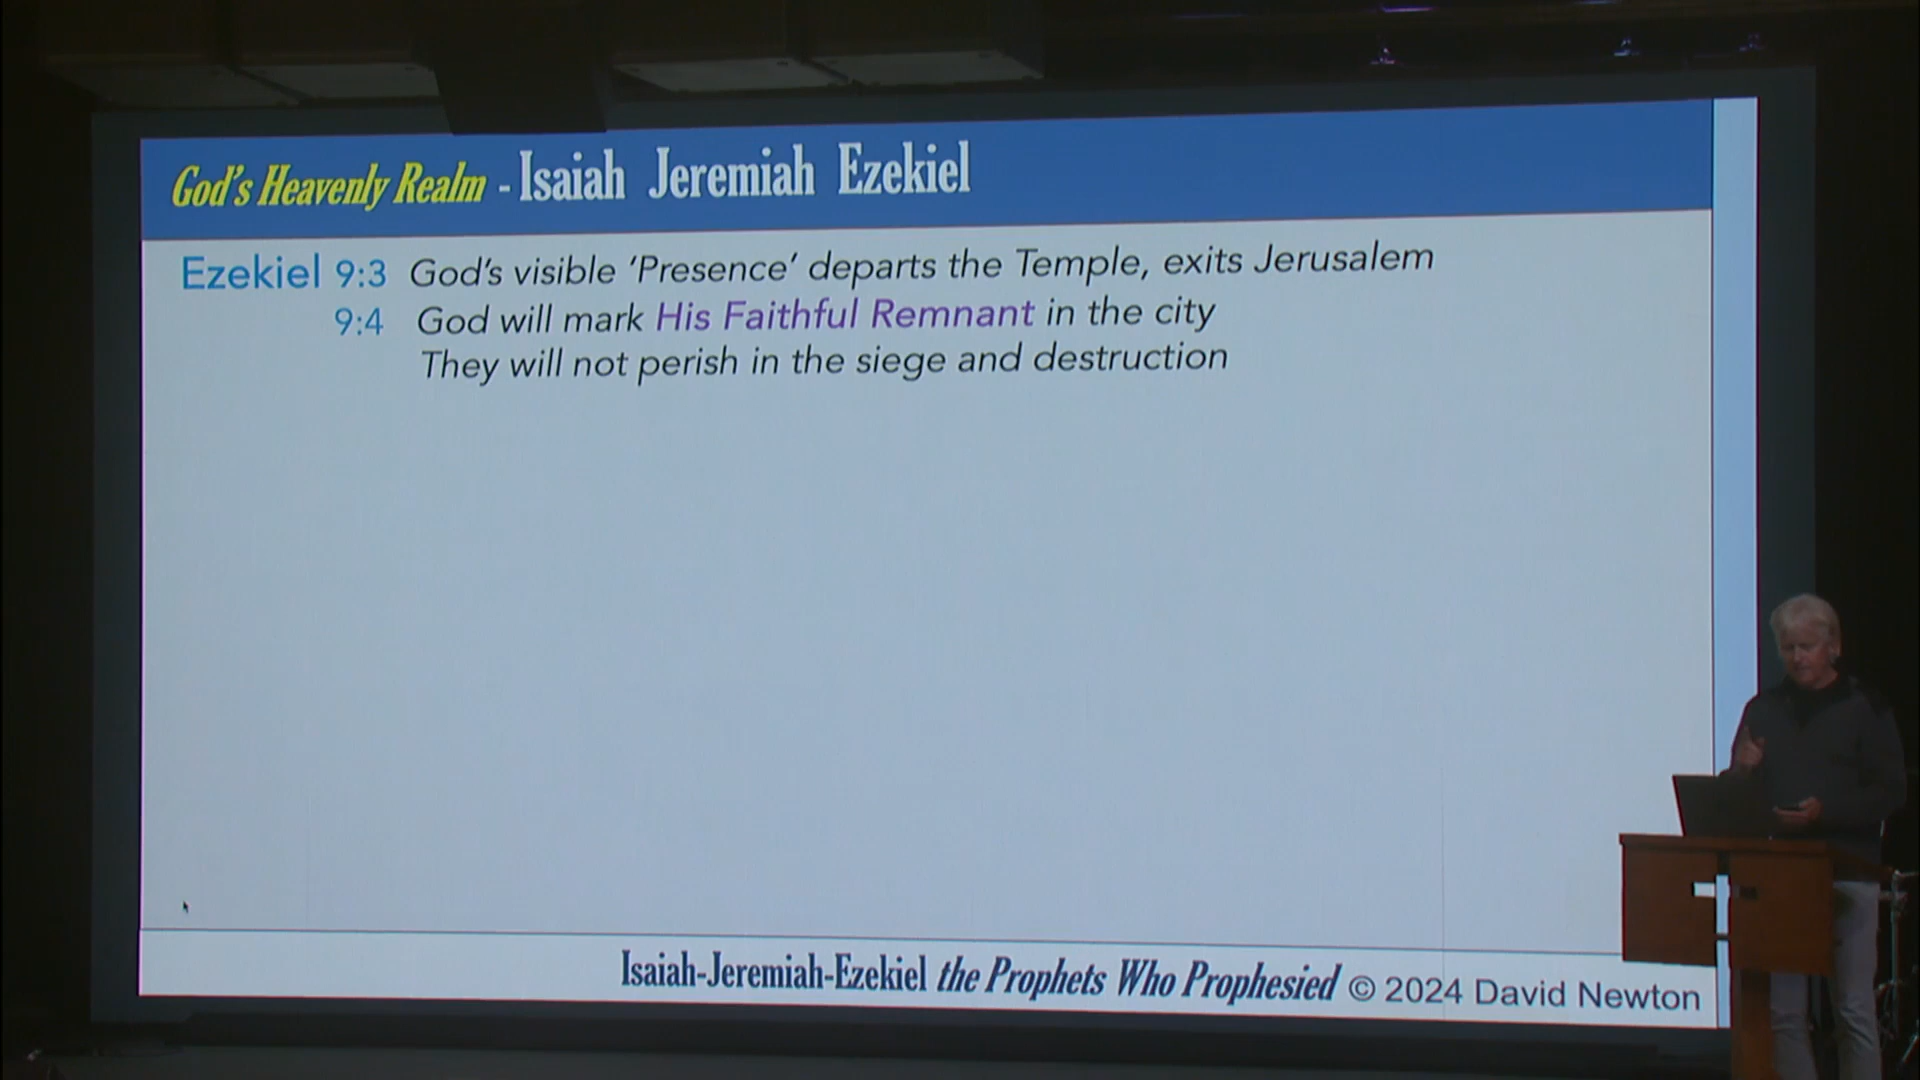 God's Heavenly Realm - Isaiah Jeremiah Ezekiel
Ezekiel 9:3 God's visible 'Presence' departs the Temple, exits Jerusalem
9:4 God will mark His Faithful Remnant in the city
They will not perish in the siege and destruction
Isaiah-Jeremiah-Ezekiel the Prophets Who Prophesied © 2024 David Newton